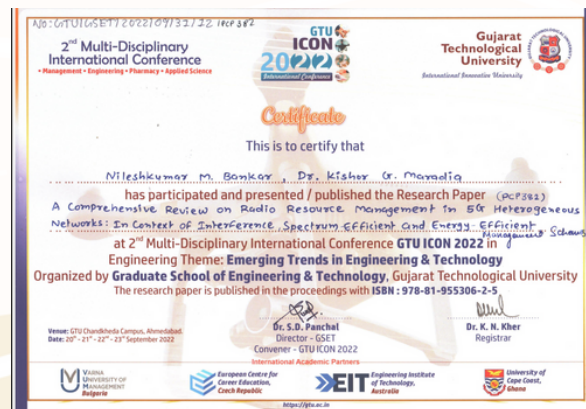 NO: GTU/GSET/2022/09/31/22 PCP382
2nd Multi-Disciplinary
International Conference
• Management • Engineering • Pharmacy • Applied Science
GTU
ICON
2022
International Conference
Gujarat
Technological
University
International Innovative University
Certificate
This is to certify that
Nileshkumar M. Bankar, Dr. Kishor G. Maradia
has participated and presented / published the Research Paper (PCP382)
A Comprehensive Review on Radio Resource Management in 5G Heterogeneous
Networks: In Context of Interference, Spectrum Efficient and Energy-Efficient
Management Schemes
at 2nd Multi-Disciplinary International Conference GTU ICON 2022 in
Engineering Theme: Emerging Trends in Engineering & Technology
Organized by Graduate School of Engineering & Technology, Gujarat Technological University
The research paper is published in the proceedings with ISBN : 978-81-955306-2-5
Venue: GTU Chandkheda Campus, Ahmedabad.
Date: 20th - 21st - 22nd - 23rd September 2022
Dr. S.D. Panchal
Director - GSET
Convener - GTU ICON 2022
Dr. K. N. Kher
Registrar
International Academic Partners
VARNA
UNIVERSITY OF
MANAGEMENT
Bulgaria
European Centre for
Career Education,
Czech Republic
EIT
Engineering Institute
of Technology,
Australia
University of
Cape Coast,
Ghana
https://gtu.ac.in